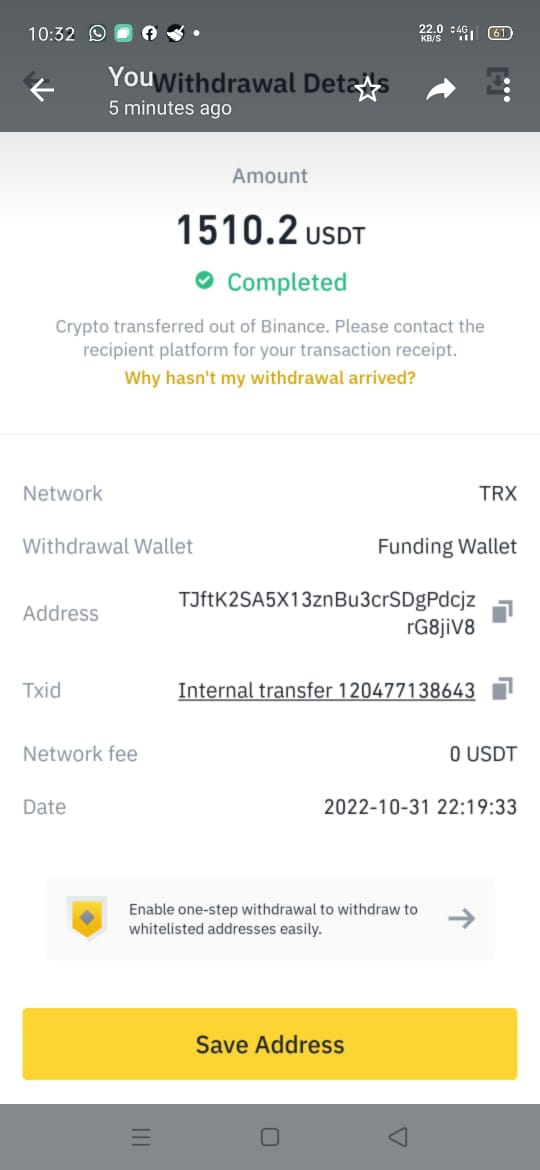 10:32
22.0 KB/S 4G 61
You
Withdrawal Details
5 minutes ago
Amount
1510.2 USDT
Completed
Crypto transferred out of Binance. Please contact the
recipient platform for your transaction receipt.
Why hasn't my withdrawal arrived?
Network TRX
Withdrawal Wallet Funding Wallet
Address TJftK2SA5X13znBu3crSDgPdcjz
rG8jiV8
Txid Internal transfer 120477138643
Network fee 0 USDT
Date 2022-10-31 22:19:33
Enable one-step withdrawal to withdraw to
whitelisted addresses easily.
Save Address